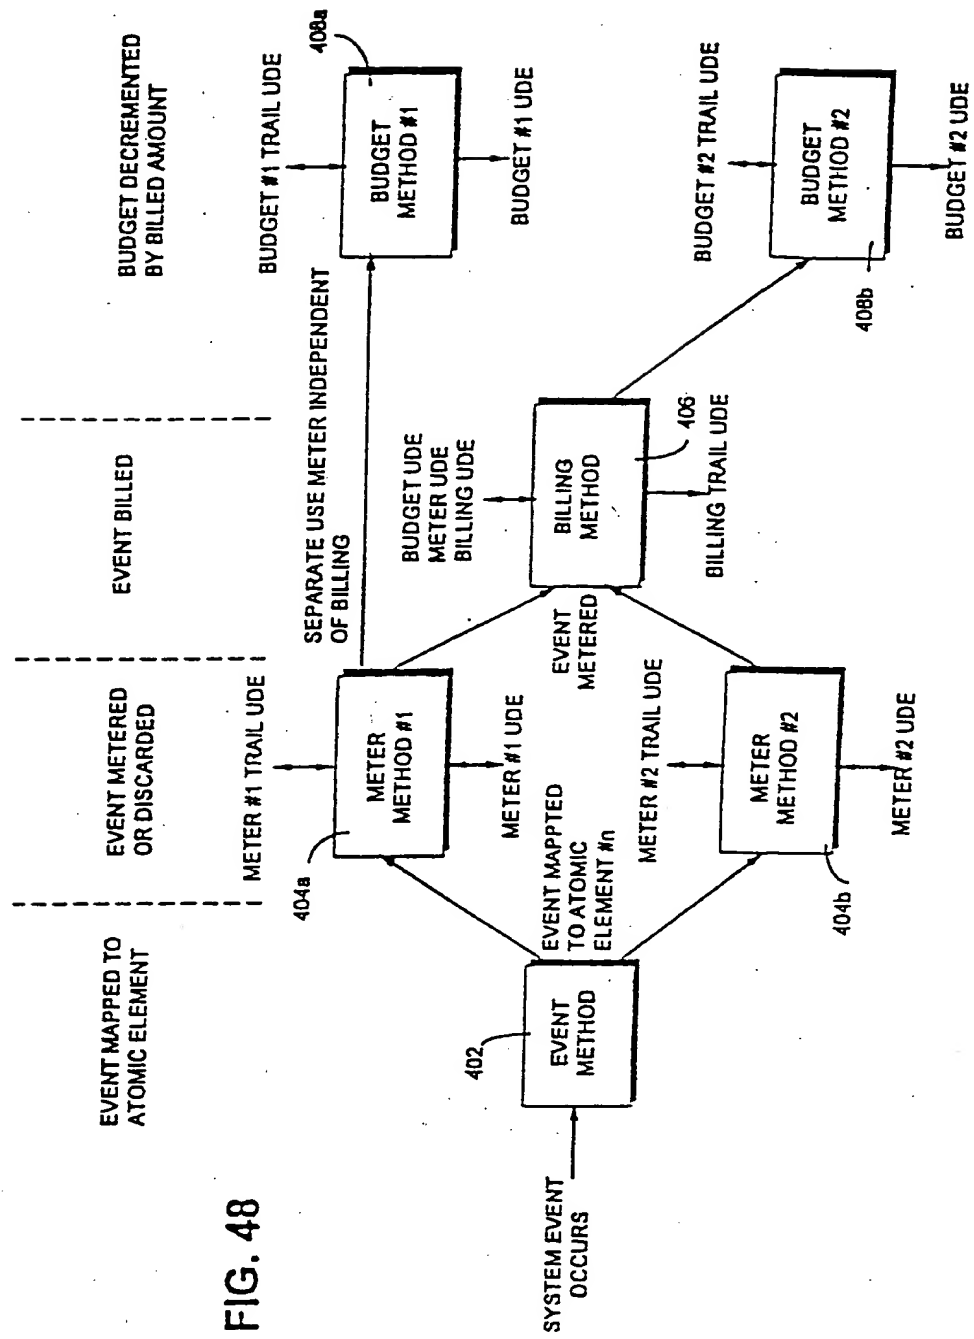 FIG. 48
EVENT MAPPED TO
ATOMIC ELEMENT
EVENT METERED
OR DISCARDED
EVENT BILLED
BUDGET DECREMENTED
BY BILLED AMOUNT
SYSTEM EVENT
OCCURS
402
EVENT
METHOD
EVENT MAPPTED
TO ATOMIC
ELEMENT #n
METER #1 TRAIL UDE
404a
METER
METHOD #1
METER #1 UDE
METER #2 TRAIL UDE
METER
METHOD #2
404b
METER #2 UDE
SEPARATE USE METER INDEPENDENT
OF BILLING
EVENT
METERED
BUDGET UDE
METER UDE
BILLING UDE
BILLING
METHOD
406
BILLING TRAIL UDE
BUDGET #1 TRAIL UDE
408a
BUDGET
METHOD #1
BUDGET #1 UDE
BUDGET #2 TRAIL UDE
BUDGET
METHOD #2
408b
BUDGET #2 UDE